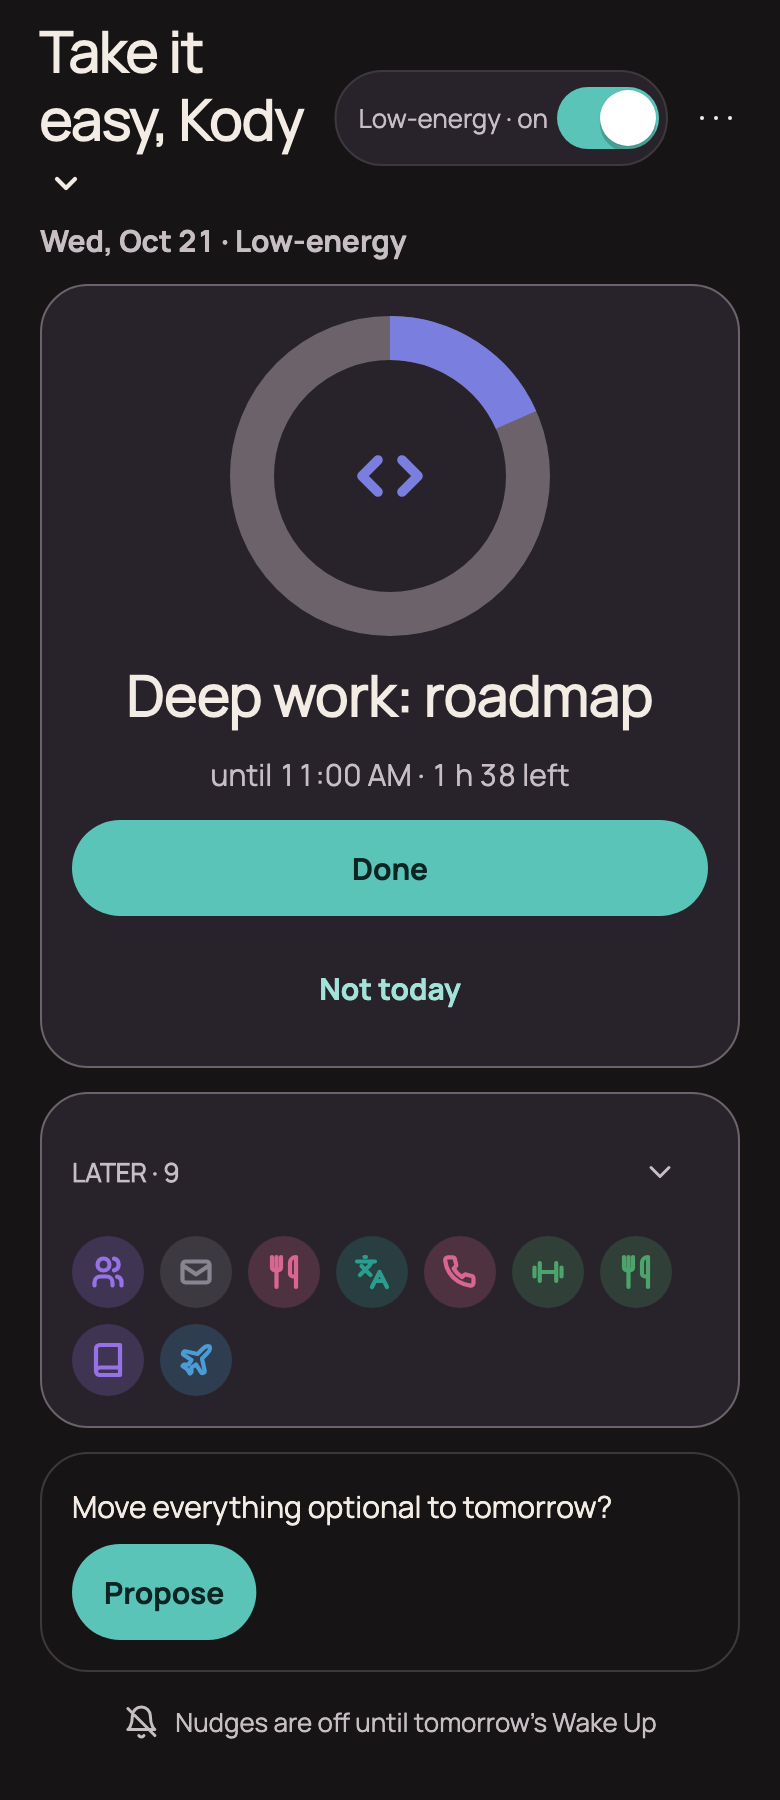 Take it
easy, Kody
Low-energy · on
Wed, Oct 21 · Low-energy
Deep work: roadmap
until 11:00 AM · 1 h 38 left
Done
Not today
LATER · 9
Move everything optional to tomorrow?
Propose
Nudges are off until tomorrow's Wake Up